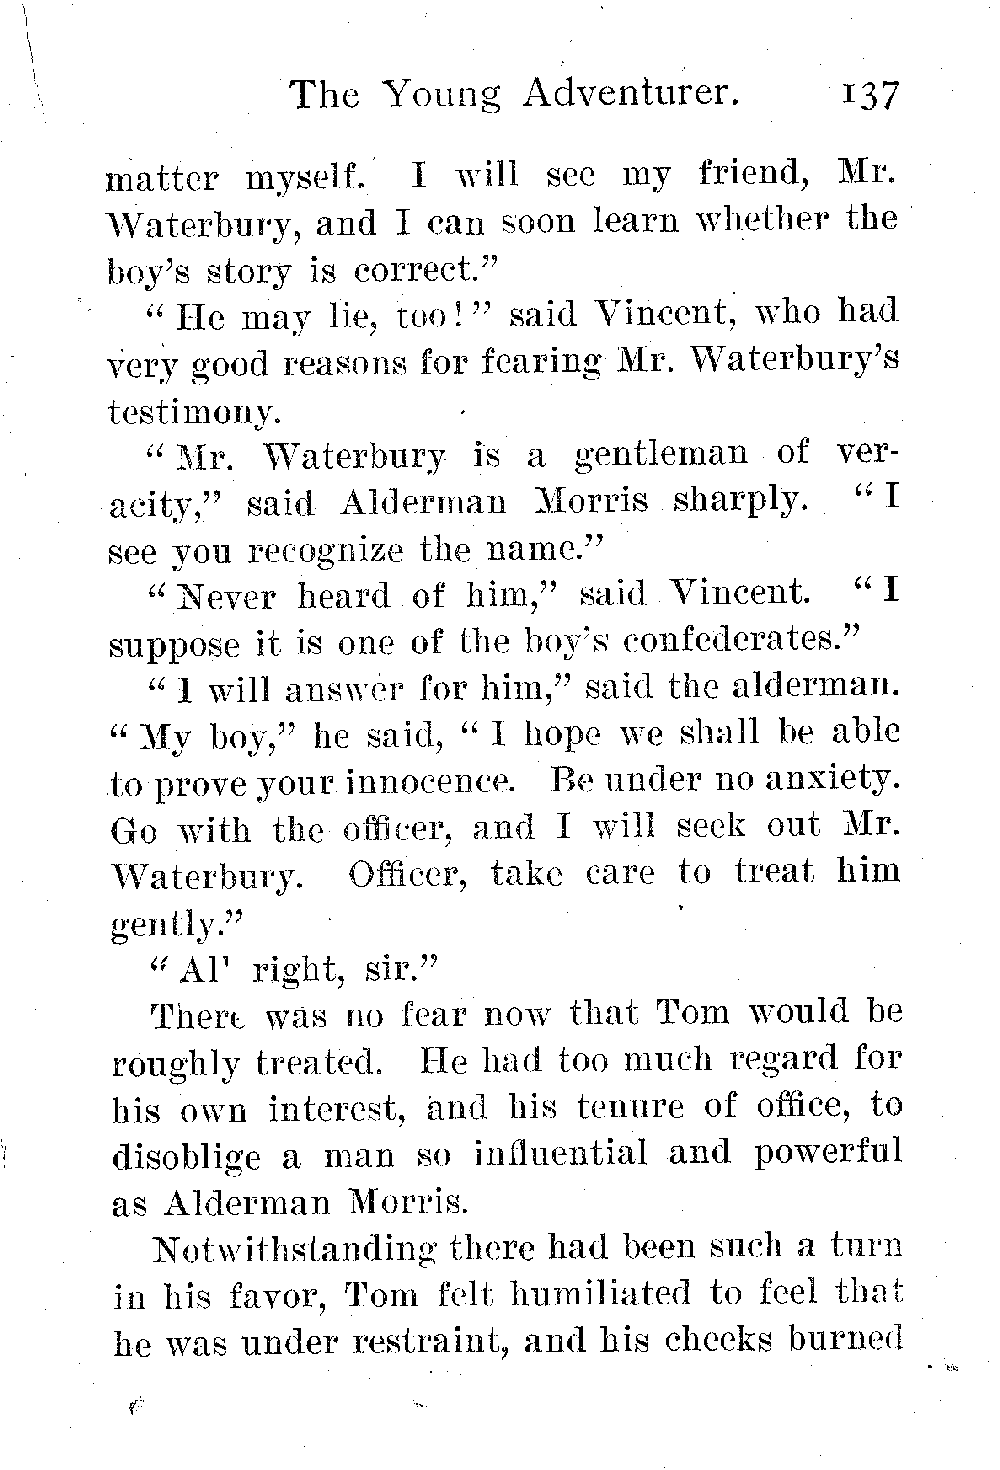 The Young Adventurer. 137
matter myself. I will see my friend, Mr.
Waterbury, and I can soon learn whether the
boy's story is correct."
"He may lie, too!" said Vincent, who had
very good reasons for fearing Mr. Waterbury's
testimony.
"Mr. Waterbury is a gentleman of ver-
acity," said Alderman Morris sharply. "I
see you recognize the name."
"Never heard of him," said Vincent. "I
suppose it is one of the boy's confederates."
"I will answer for him," said the alderman.
"My boy," he said, "I hope we shall be able
to prove your innocence. Be under no anxiety.
Go with the officer, and I will seek out Mr.
Waterbury. Officer, take care to treat him
gently."
"Al' right, sir."
There was no fear now that Tom would be
roughly treated. He had too much regard for
his own interest, and his tenure of office, to
disoblige a man so influential and powerful
as Alderman Morris.
Notwithstanding there had been such a turn
in his favor, Tom felt humiliated to feel that
he was under restraint, and his cheeks burned